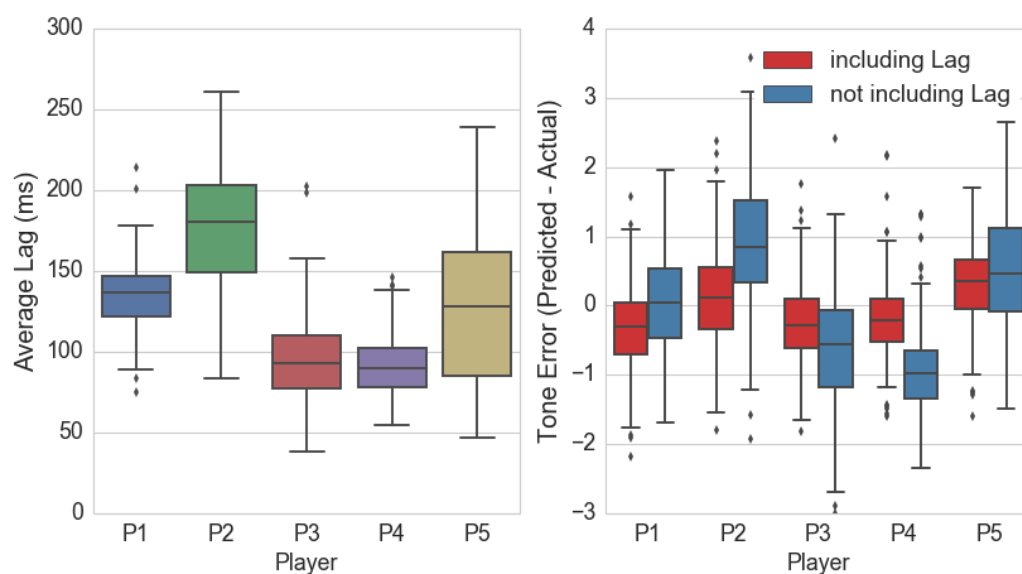 Average Lag (ms)
300
250
200
150
100
50
0
P1 P2 P3 P4 P5
Player
Tone Error (Predicted - Actual)
4
3
2
1
0
−1
−2
−3
including Lag
not including Lag
P1 P2 P3 P4 P5
Player